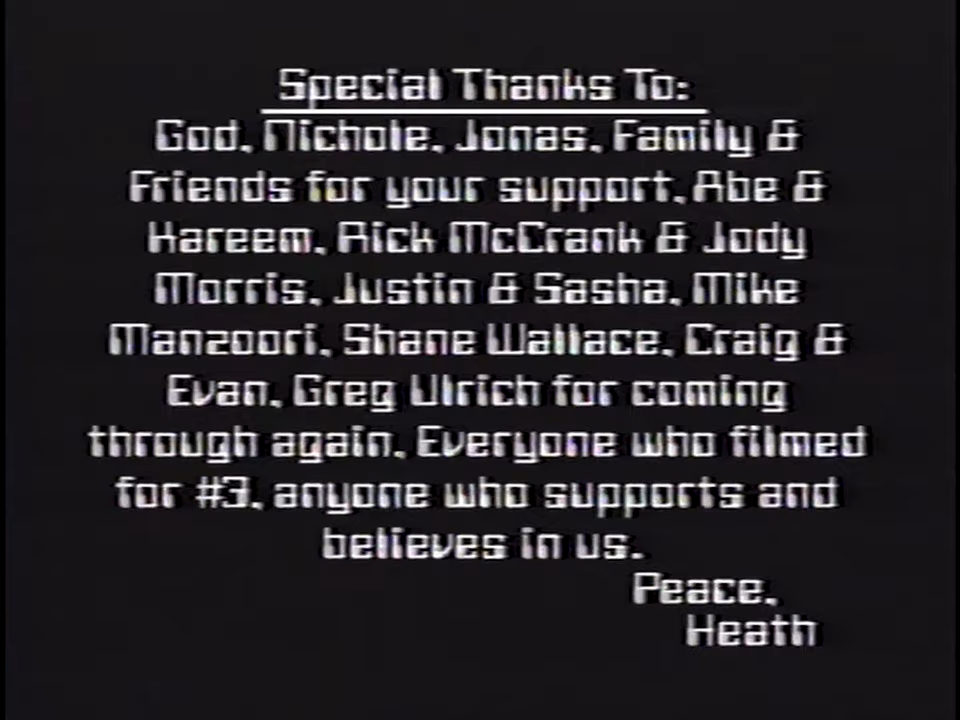 Special Thanks To:
God, Nichole, Jonas, Family &
Friends for your support, Abe &
Kareem, Rick McCrank & Jody
Morris, Justin & Sasha, Mike
Manzoori, Shane Wallace, Craig &
Evan, Greg Ulrich for coming
through again, Everyone who filmed
for #3, anyone who supports and
believes in us.
Peace,
Heath